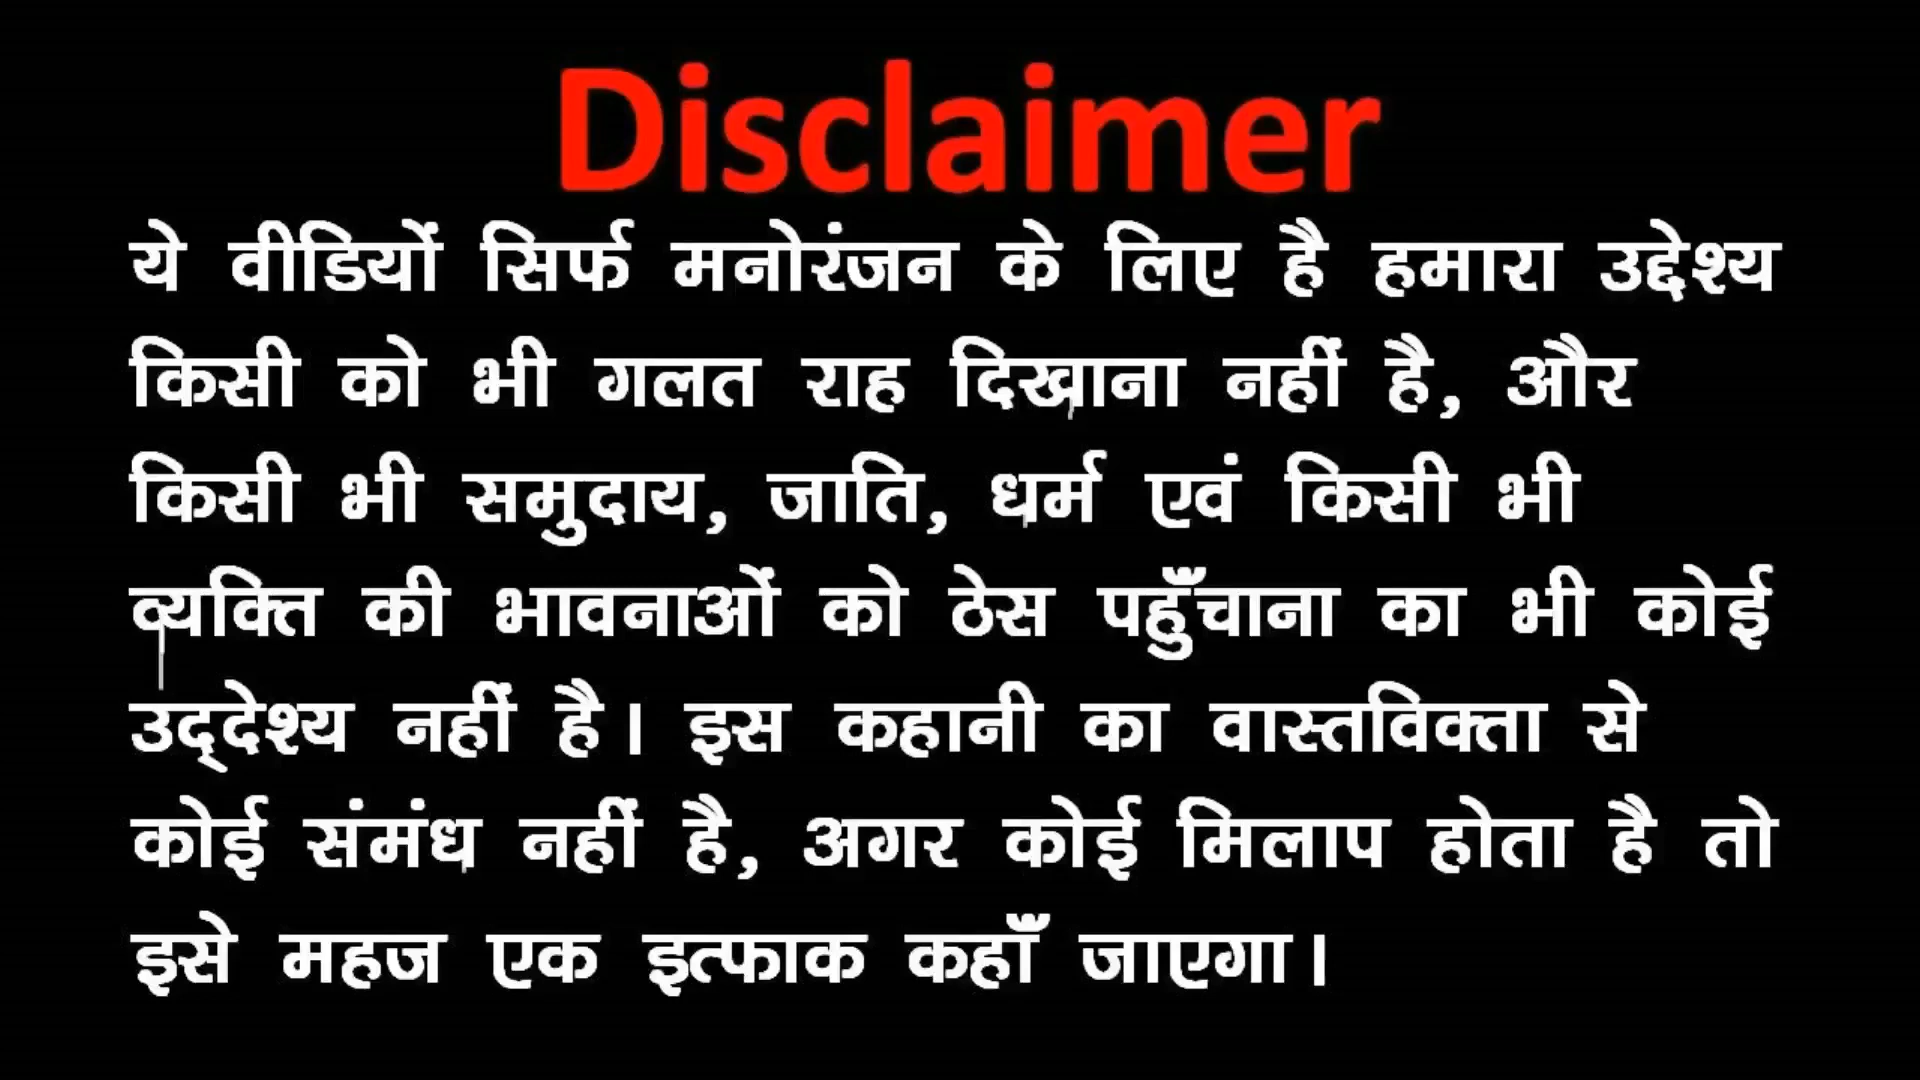 Disclaimer
ये वीडियों सिर्फ मनोरंजन के लिए है हमारा उद्देश्य
किसी को भी गलत राह दिखाना नहीं है, और
किसी भी समुदाय, जाति, धर्म एवं किसी भी
व्यक्ति की भावनाओं को ठेस पहुँचाना का भी कोई
उद्‌देश्य नहीं है। इस कहानी का वास्तविक्ता से
कोई संमंध नहीं है, अगर कोई मिलाप होता है तो
इसे महज एक इत्फाक कहाँ जाएगा।